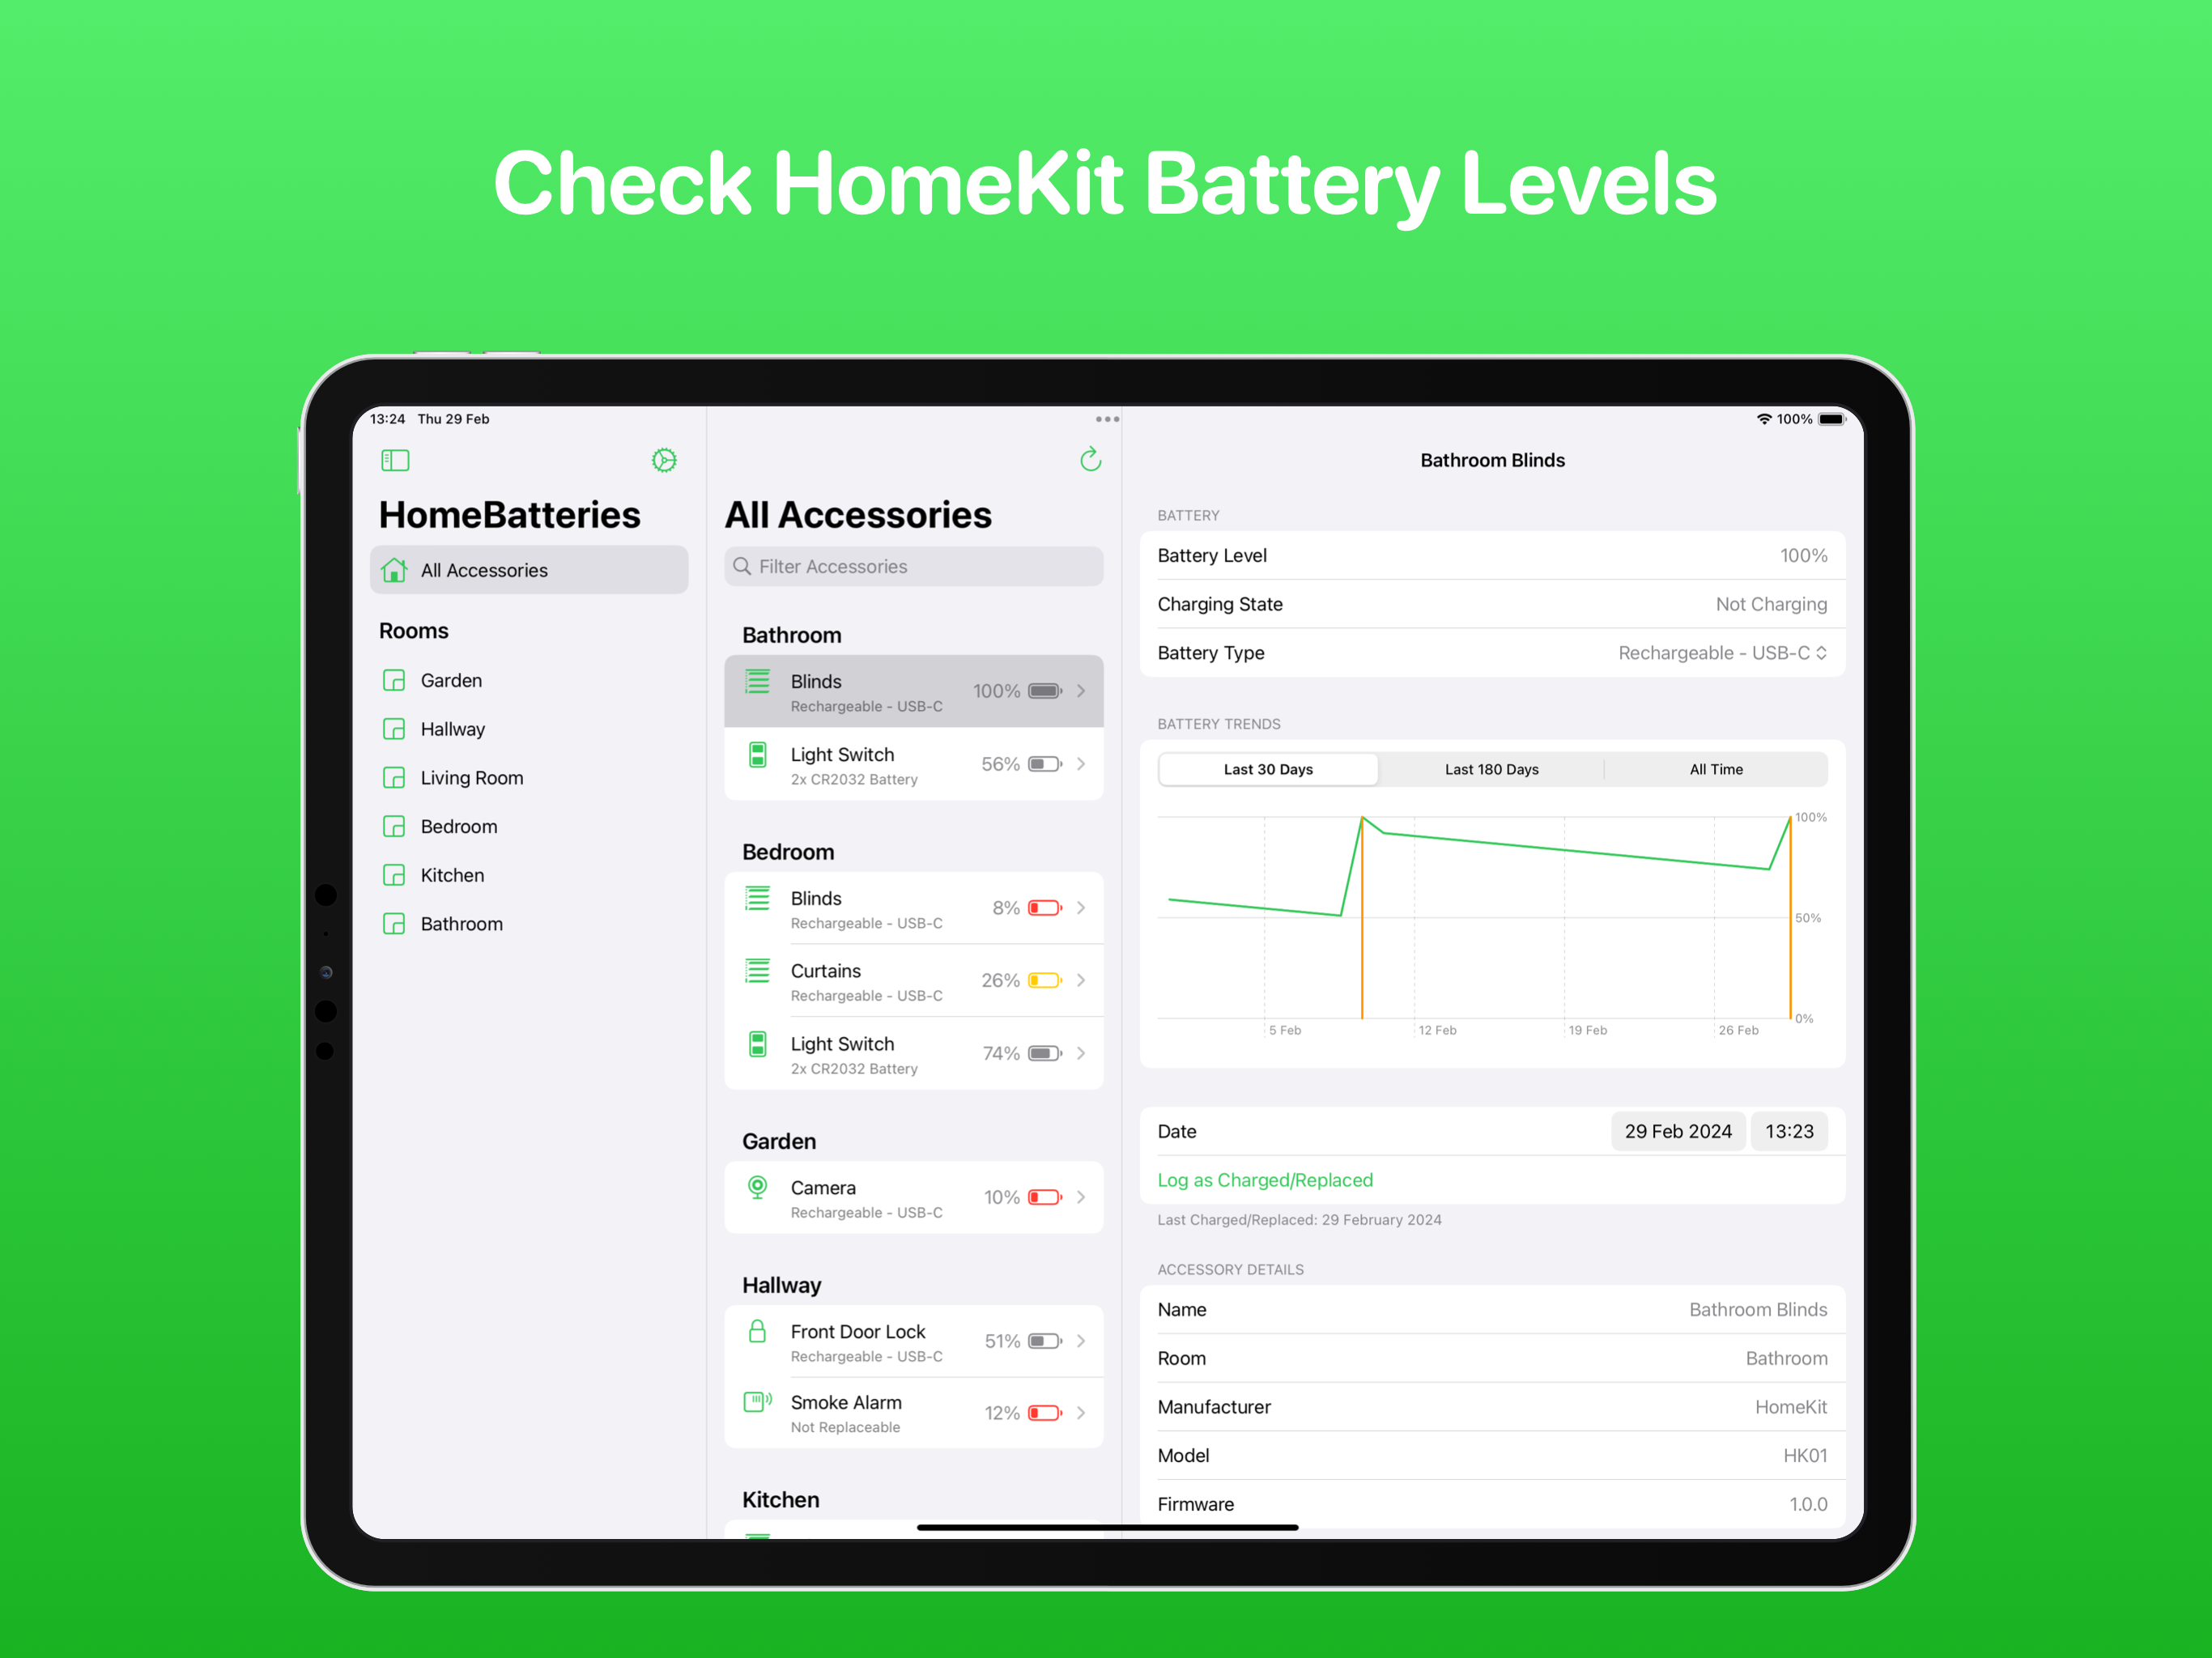 Check HomeKit Battery Levels
13:24 Thu 29 Feb
100%
HomeBatteries
All Accessories
Rooms
Garden
Hallway
Living Room
Bedroom
Kitchen
Bathroom
All Accessories
Filter Accessories
Bathroom
Blinds
Rechargeable - USB-C
100%
Light Switch
2x CR2032 Battery
56%
Bedroom
Blinds
Rechargeable - USB-C
8%
Curtains
Rechargeable - USB-C
26%
Light Switch
2x CR2032 Battery
74%
Garden
Camera
Rechargeable - USB-C
10%
Hallway
Front Door Lock
Rechargeable - USB-C
51%
Smoke Alarm
Not Replaceable
12%
Kitchen
Bathroom Blinds
BATTERY
Battery Level 100%
Charging State Not Charging
Battery Type Rechargeable - USB-C
BATTERY TRENDS
Last 30 Days Last 180 Days All Time
100%
50%
0%
5 Feb 12 Feb 19 Feb 26 Feb
Date 29 Feb 2024 13:23
Log as Charged/Replaced
Last Charged/Replaced: 29 February 2024
ACCESSORY DETAILS
Name Bathroom Blinds
Room Bathroom
Manufacturer HomeKit
Model HK01
Firmware 1.0.0